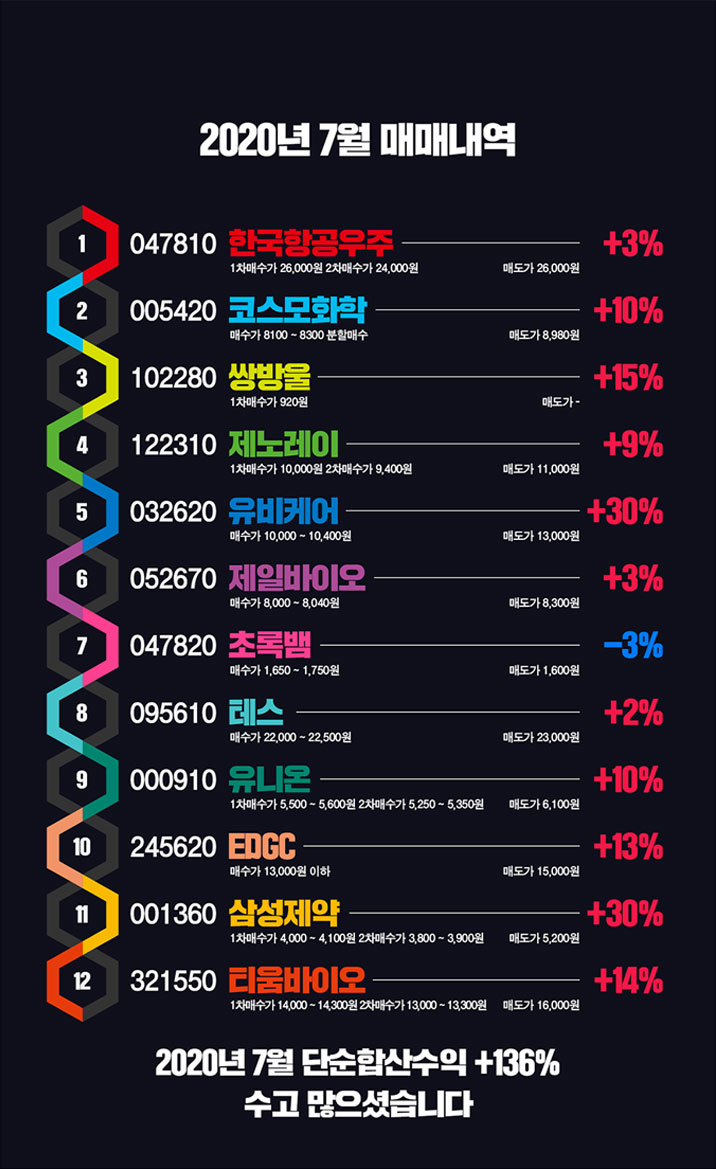 2020년 7월 매매내역
1 047810 한국항공우주 +3%
1차매수가 26,000원 2차매수가 24,000원 매도가 26,000원
2 005420 코스모화학 +10%
매수가 8100 ~ 8300 분할매수 매도가 8,980원
3 102280 쌍방울 +15%
1차매수가 920원 매도가 -
4 122310 제노레이 +9%
1차매수가 10,000원 2차매수가 9,400원 매도가 11,000원
5 032620 유비케어 +30%
매수가 10,000 ~ 10,400원 매도가 13,000원
6 052670 제일바이오 +3%
매수가 8,000 ~ 8,040원 매도가 8,300원
7 047820 초록뱀 -3%
매수가 1,650 ~ 1,750원 매도가 1,600원
8 095610 테스 +2%
매수가 22,000 ~ 22,500원 매도가 23,000원
9 000910 유니온 +10%
1차매수가 5,500 ~ 5,600원 2차매수가 5,250 ~ 5,350원 매도가 6,100원
10 245620 EDGC +13%
매수가 13,000원 이하 매도가 15,000원
11 001360 삼성제약 +30%
1차매수가 4,000 ~ 4,100원 2차매수가 3,800 ~ 3,900원 매도가 5,200원
12 321550 티움바이오 +14%
1차매수가 14,000 ~ 14,300원 2차매수가 13,000 ~ 13,300원 매도가 16,000원
2020년 7월 단순합산수익 +136%
수고 많으셨습니다